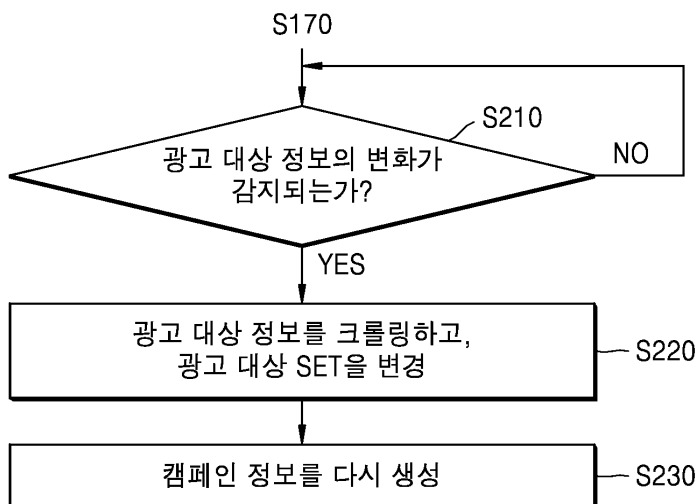 S170
S210
광고 대상 정보의 변화가
감지되는가?
NO
YES
광고 대상 정보를 크롤링하고,
광고 대상 SET을 변경
S220
캠페인 정보를 다시 생성
S230